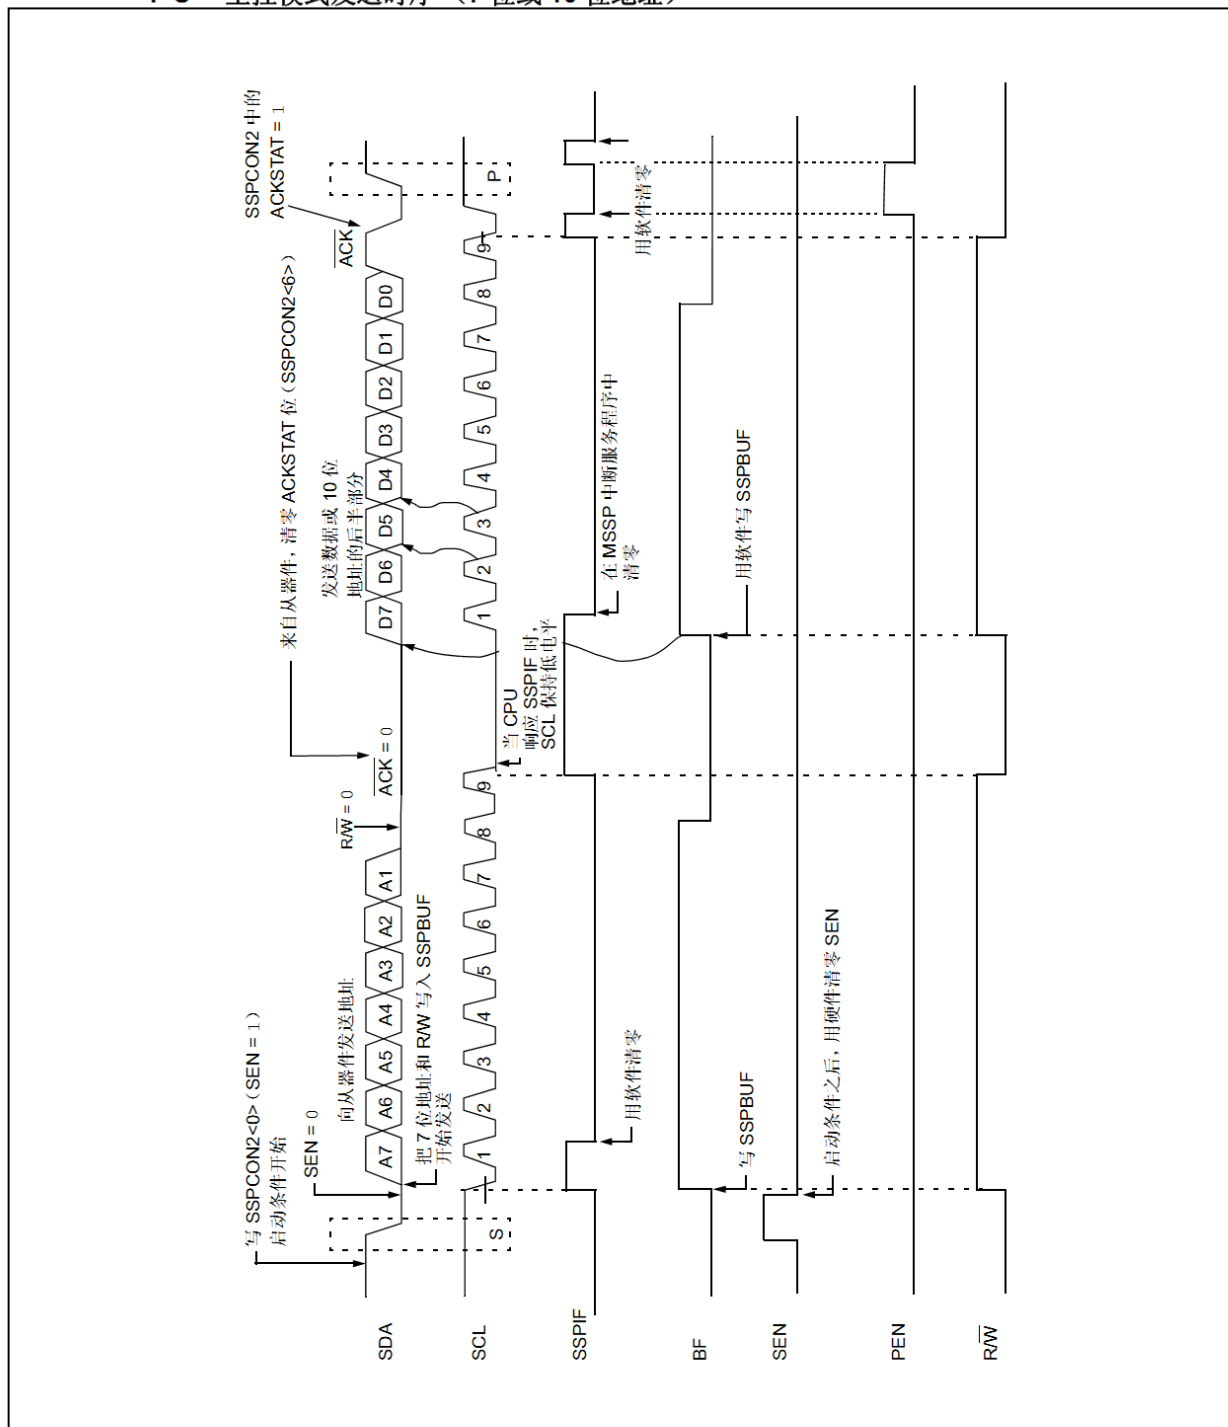 主控模式发送时序 （7 位或 10 位地址）
写 SSPCON2<0>（SEN = 1）
启动条件开始
SEN = 0
向从器件发送地址
把 7 位地址和 R/W 写入 SSPBUF
开始发送
R/W = 0
ACK = 0
来自从器件，清零 ACKSTAT 位（SSPCON2<6>）
发送数据或 10 位
地址的后半部分
ACK
SSPCON2 中的
ACKSTAT = 1
SDA
A7 A6 A5 A4 A3 A2 A1
D7 D6 D5 D4 D3 D2 D1 D0
SCL
S
1 2 3 4 5 6 7 8 9
1 2 3 4 5 6 7 8 9
P
当 CPU
响应 SSPIF 时，
SCL 保持低电平
SSPIF
用软件清零
在 MSSP 中断服务程序中
清零
用软件清零
BF
写 SSPBUF
用软件写 SSPBUF
SEN
启动条件之后，用硬件清零 SEN
PEN
R/W